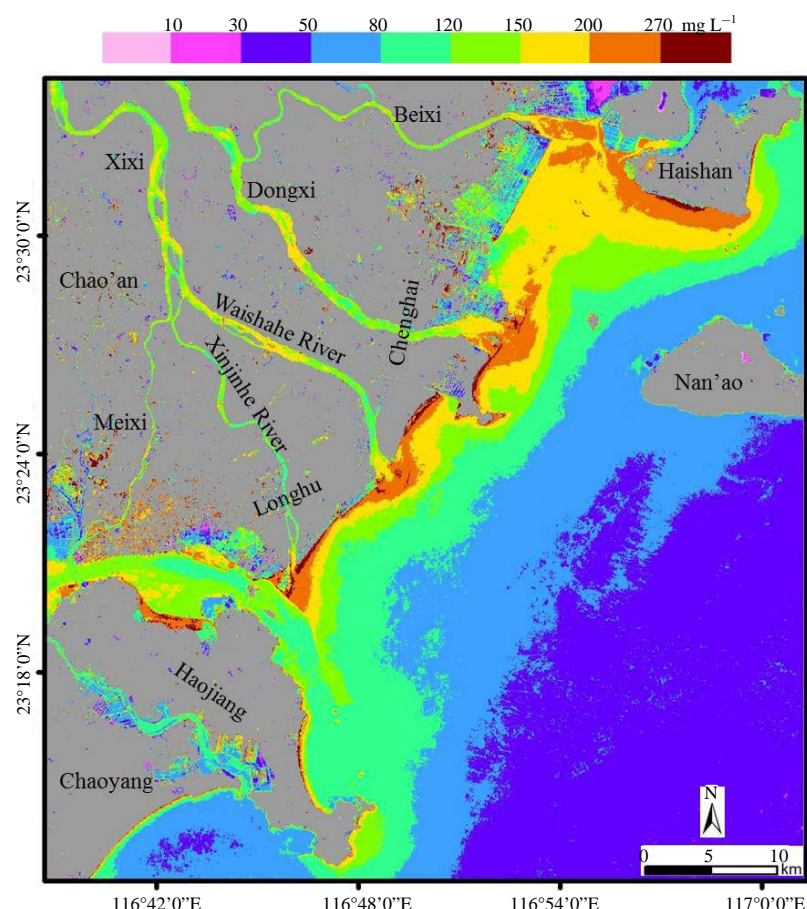 10 30 50 80 120 150 200 270 mg L⁻¹
Beixi
Xixi
Haishan
Dongxi
23°30’0”N
Chao’an
Waishahe River
Chenghai
Xinjinhe River
Nan’ao
Meixi
23°24’0”N
Longhu
23°18’0”N
Haojiang
Chaoyang
N
0 5 10
km
116°42’0”E 116°48’0”E 116°54’0”E 117°0’0”E